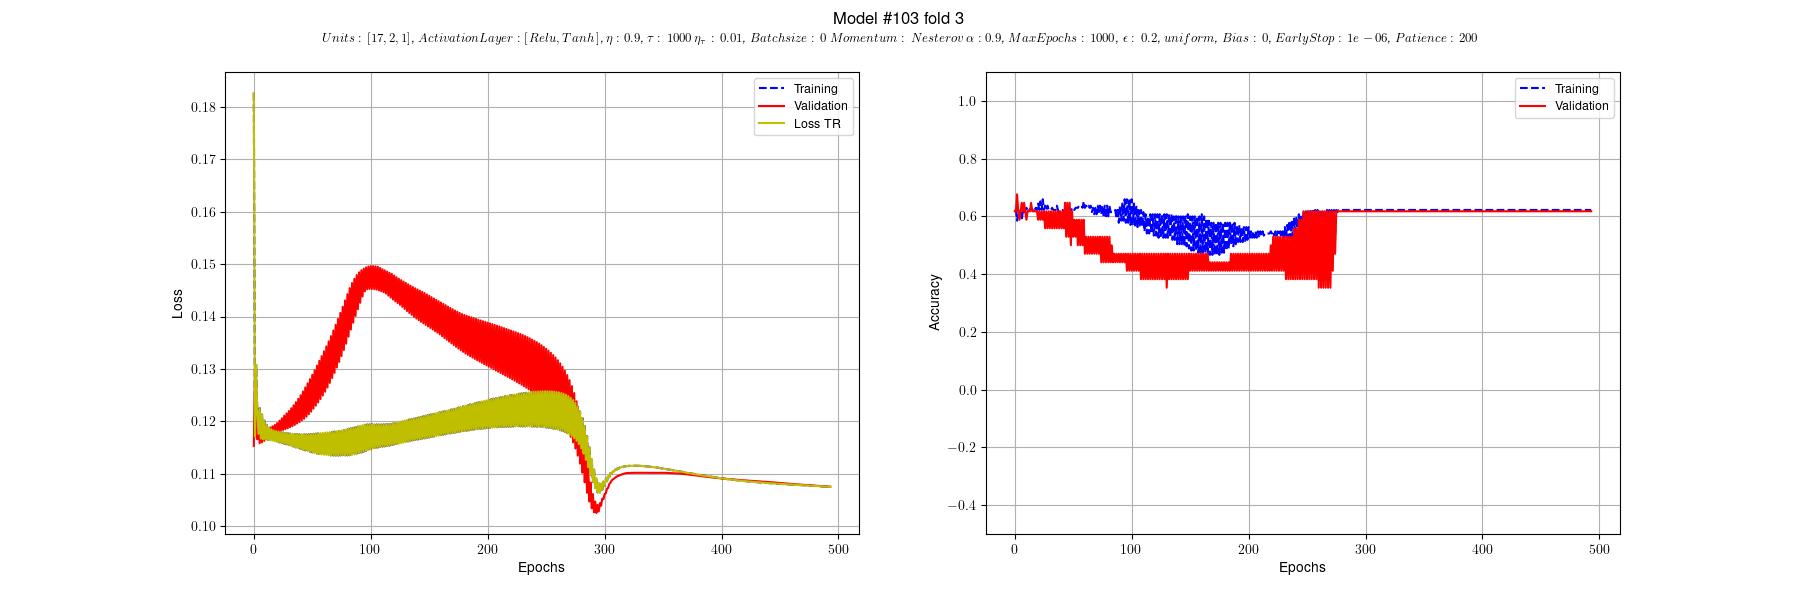 Model #103 fold 3
Units : [17, 2, 1], ActivationLayer : [Relu, Tanh], η : 0.9, τ : 1000 η_τ : 0.01, Batchsize : 0 Momentum : Nesterov α : 0.9, MaxEpochs : 1000, ϵ : 0.2, uniform, Bias : 0, EarlyStop : 1e − 06, Patience : 200
Loss
0.18
0.17
0.16
0.15
0.14
0.13
0.12
0.11
0.10
Training
Validation
Loss TR
0 100 200 300 400 500
Epochs
Accuracy
1.0
0.8
0.6
0.4
0.2
0.0
−0.2
−0.4
Training
Validation
0 100 200 300 400 500
Epochs